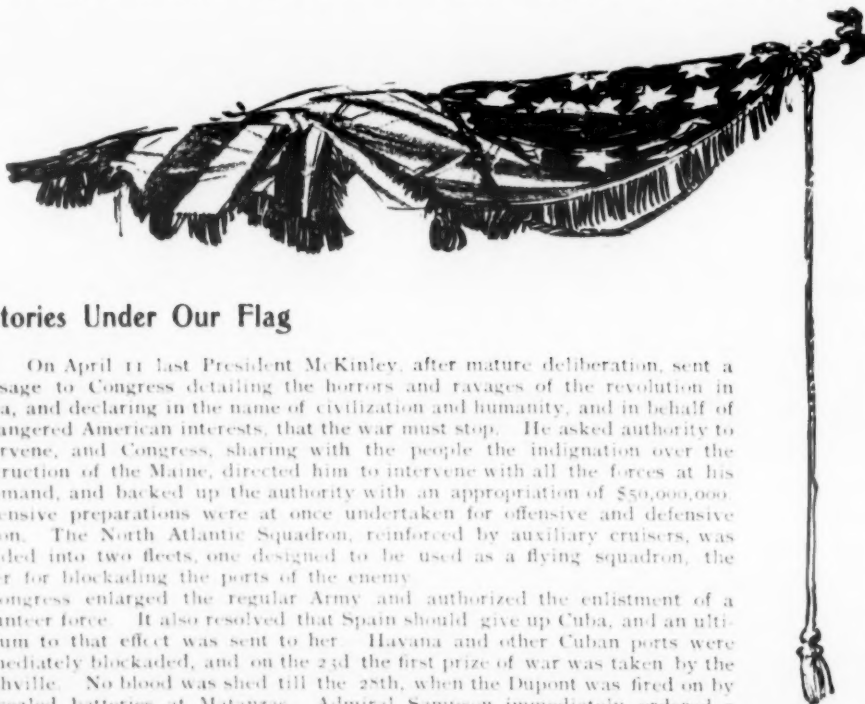 tories Under Our Flag
On April 11 last President McKinley, after mature deliberation, sent a
sage to Congress detailing the horrors and ravages of the revolution in
a, and declaring in the name of civilization and humanity, and in behalf of
angered American interests, that the war must stop. He asked authority to
rvene, and Congress, sharing with the people the indignation over the
ruction of the Maine, directed him to intervene with all the forces at his
mand, and backed up the authority with an appropriation of $50,000,000.
ensive preparations were at once undertaken for offensive and defensive
on. The North Atlantic Squadron, reinforced by auxiliary cruisers, was
ded into two fleets, one designed to be used as a flying squadron, the
r for blockading the ports of the enemy
ongress enlarged the regular Army and authorized the enlistment of a
unteer force. It also resolved that Spain should give up Cuba, and an ulti-
um to that effect was sent to her. Havana and other Cuban ports were
ediately blockaded, and on the 23d the first prize of war was taken by the
hville. No blood was shed till the 28th, when the Dupont was fired on by
batteries at Matanzas. Admiral Sampson immediately ordered